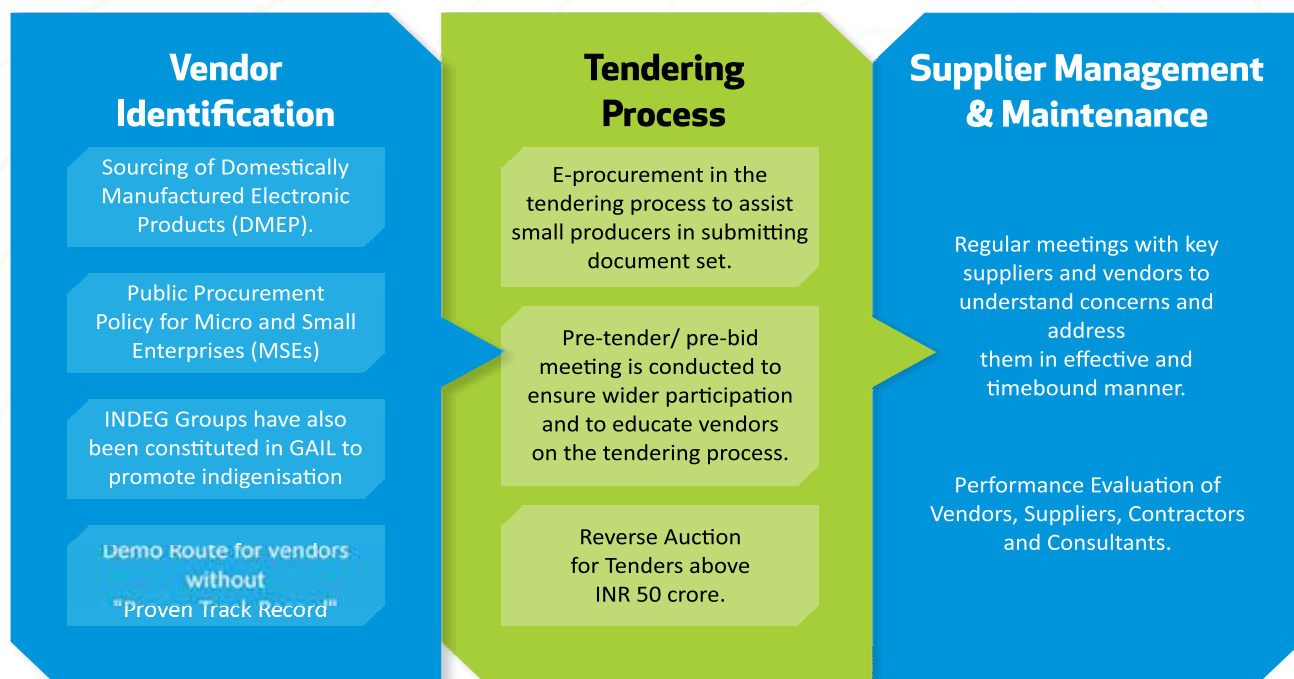 Vendor
Identification
Sourcing of Domestically
Manufactured Electronic
Products (DMEP).
Public Procurement
Policy for Micro and Small
Enterprises (MSEs)
INDEG Groups have also
been constituted in GAIL to
promote indigenisation
Demo Route for vendors
without
"Proven Track Record"
Tendering
Process
E-procurement in the
tendering process to assist
small producers in submitting
document set.
Pre-tender/ pre-bid
meeting is conducted to
ensure wider participation
and to educate vendors
on the tendering process.
Reverse Auction
for Tenders above
INR 50 crore.
Supplier Management
& Maintenance
Regular meetings with key
suppliers and vendors to
understand concerns and
address
them in effective and
timebound manner.
Performance Evaluation of
Vendors, Suppliers, Contractors
and Consultants.